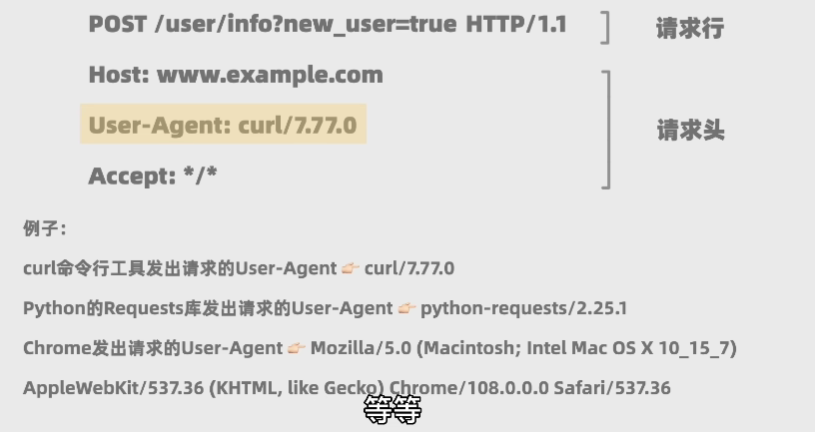 POST /user/info?new_user=true HTTP/1.1 请求行
Host: www.example.com
User-Agent: curl/7.77.0 请求头
Accept: */*
例子：
curl命令行工具发出请求的User-Agent 👉🏻 curl/7.77.0
Python的Requests库发出请求的User-Agent 👉🏻 python-requests/2.25.1
Chrome发出请求的User-Agent 👉🏻 Mozilla/5.0 (Macintosh; Intel Mac OS X 10_15_7)
AppleWebKit/537.36 (KHTML, like Gecko) Chrome/108.0.0.0 Safari/537.36
等等